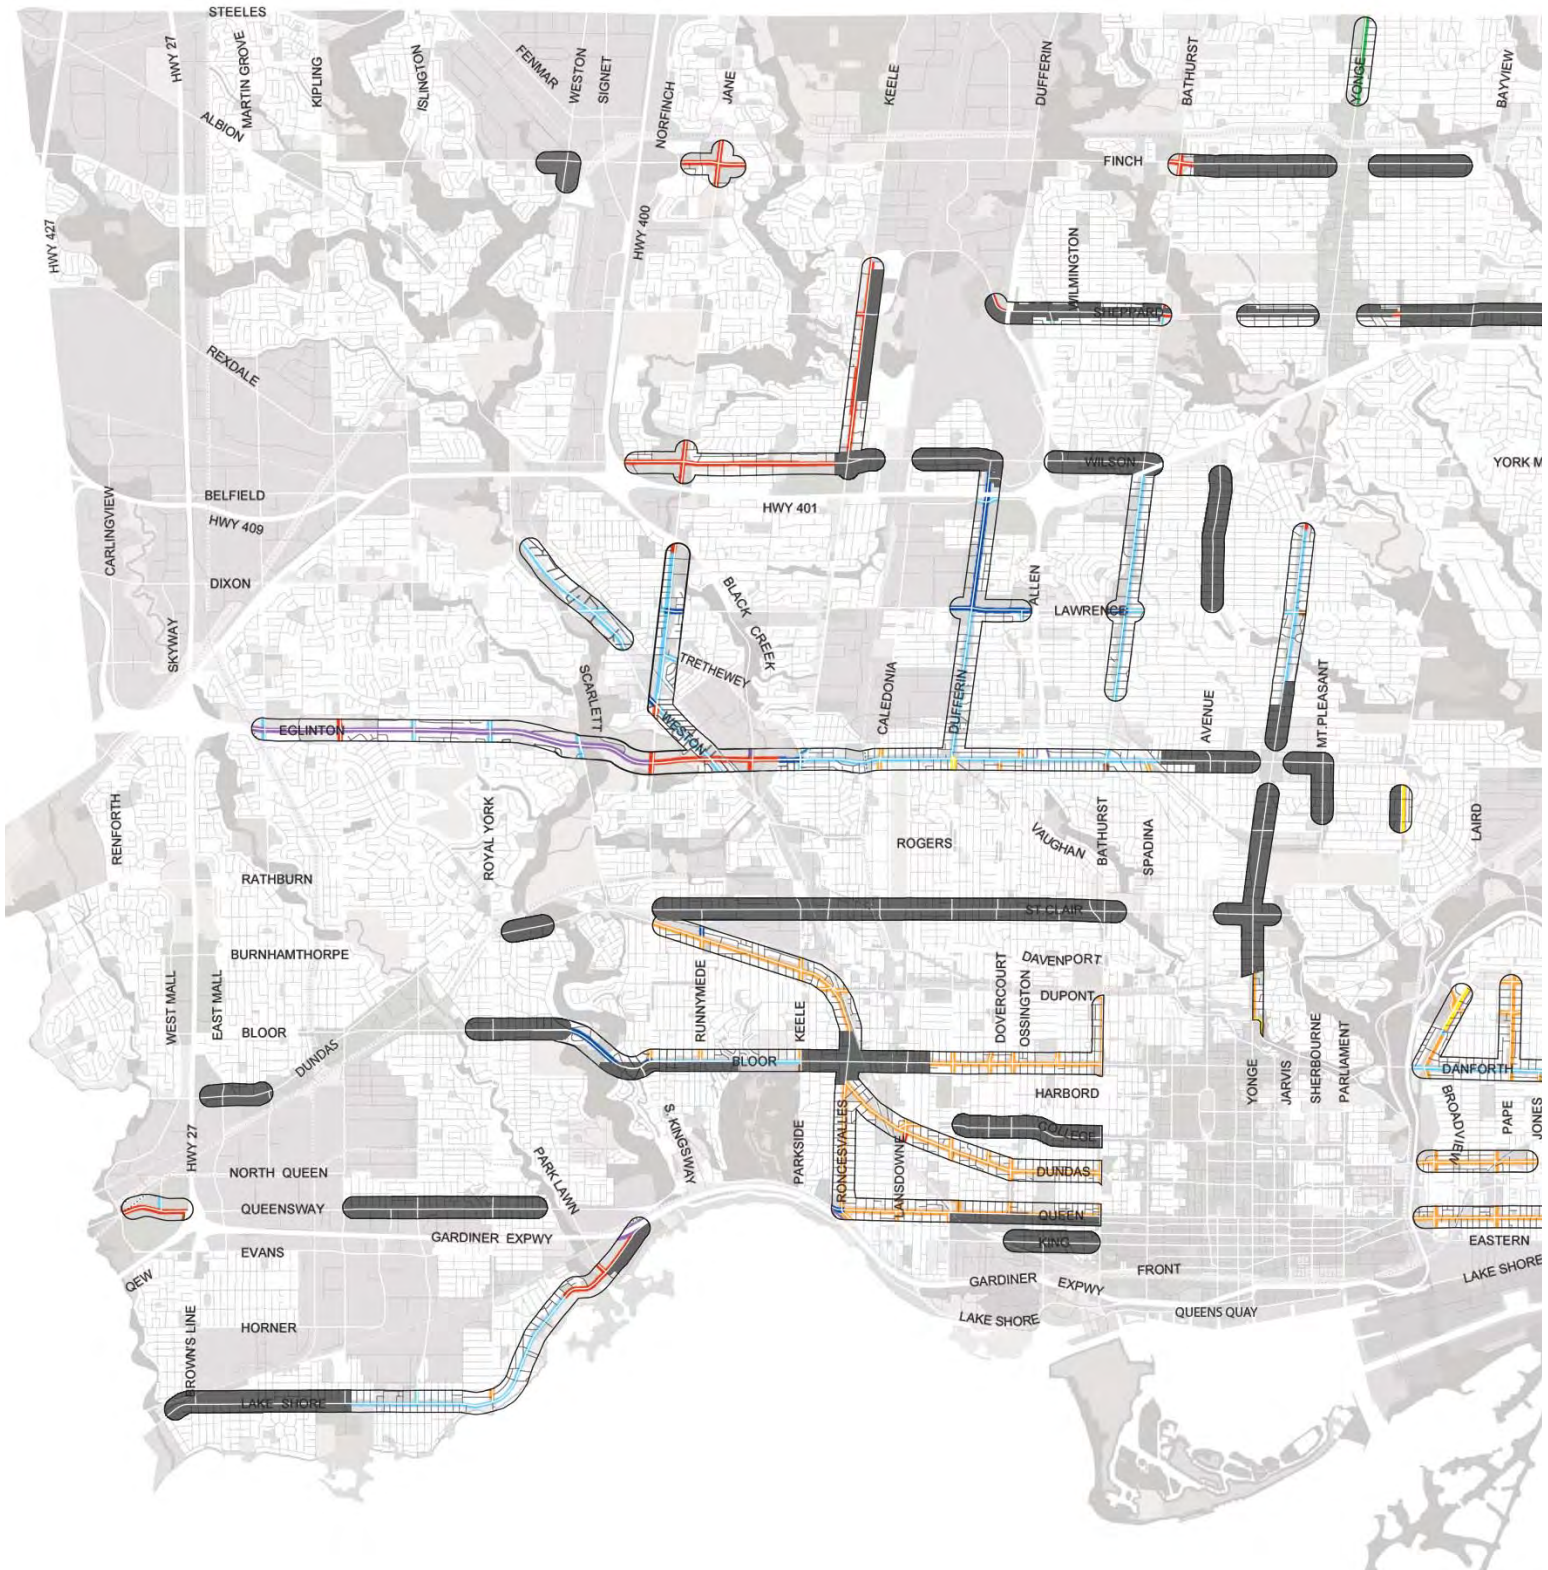 STEELES
HWY 27
MARTIN GROVE
KIPLING
ISLINGTON
FENMAR
WESTON
SIGNET
NORFINCH
JANE
KEELE
DUFFERIN
BATHURST
YONGE
BAYVIEW
ALBION
FINCH
HWY 427
HWY 400
WILMINGTON
SHEPPARD
REXDALE
WILSON
YORK M
CARLINGVIEW
BELFIELD
HWY 409
HWY 401
DIXON
BLACK CREEK
ALLEN
LAWRENCE
SKYWAY
SCARLETT
TRETHEWEY
CALEDONIA
DUFFERIN
AVENUE
MT.PLEASANT
EGLINTON
WESTON
RENFORTH
ROYAL YORK
ROGERS
VAUGHAN
BATHURST
SPADINA
LAIRD
RATHBURN
ST CLAIR
BURNHAMTHORPE
WEST MALL
EAST MALL
RUNNYMEDE
DAVENPORT
DOVERCOURT
OSSINGTON
DUPONT
BLOOR
DUNDAS
KEELE
BLOOR
HARBORD
YONGE
JARVIS
SHERBOURNE
PARLIAMENT
DANFORTH
BROADVIEW
PAPE
JONES
HWY 27
NORTH QUEEN
PARK LAWN
S. KINGSWAY
PARKSIDE
RONCESVALLES
LANSDOWNE
COLLEGE
DUNDAS
QUEENSWAY
QUEEN
GARDINER EXPWY
KING
EASTERN
EVANS
QEW
GARDINER EXPWY
FRONT
LAKE SHORE
BROWN'S LINE
HORNER
LAKE SHORE
QUEENS QUAY
LAKE SHORE